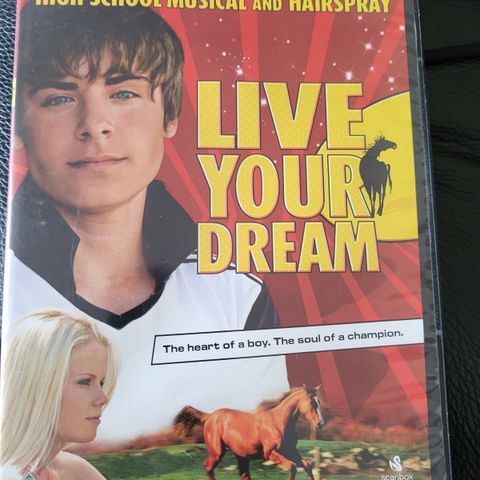 HIGH SCHOOL MUSICAL AND HAIRSPRAY
LIVE
YOUR
DREAM
The heart of a boy. The soul of a champion.
scanbox